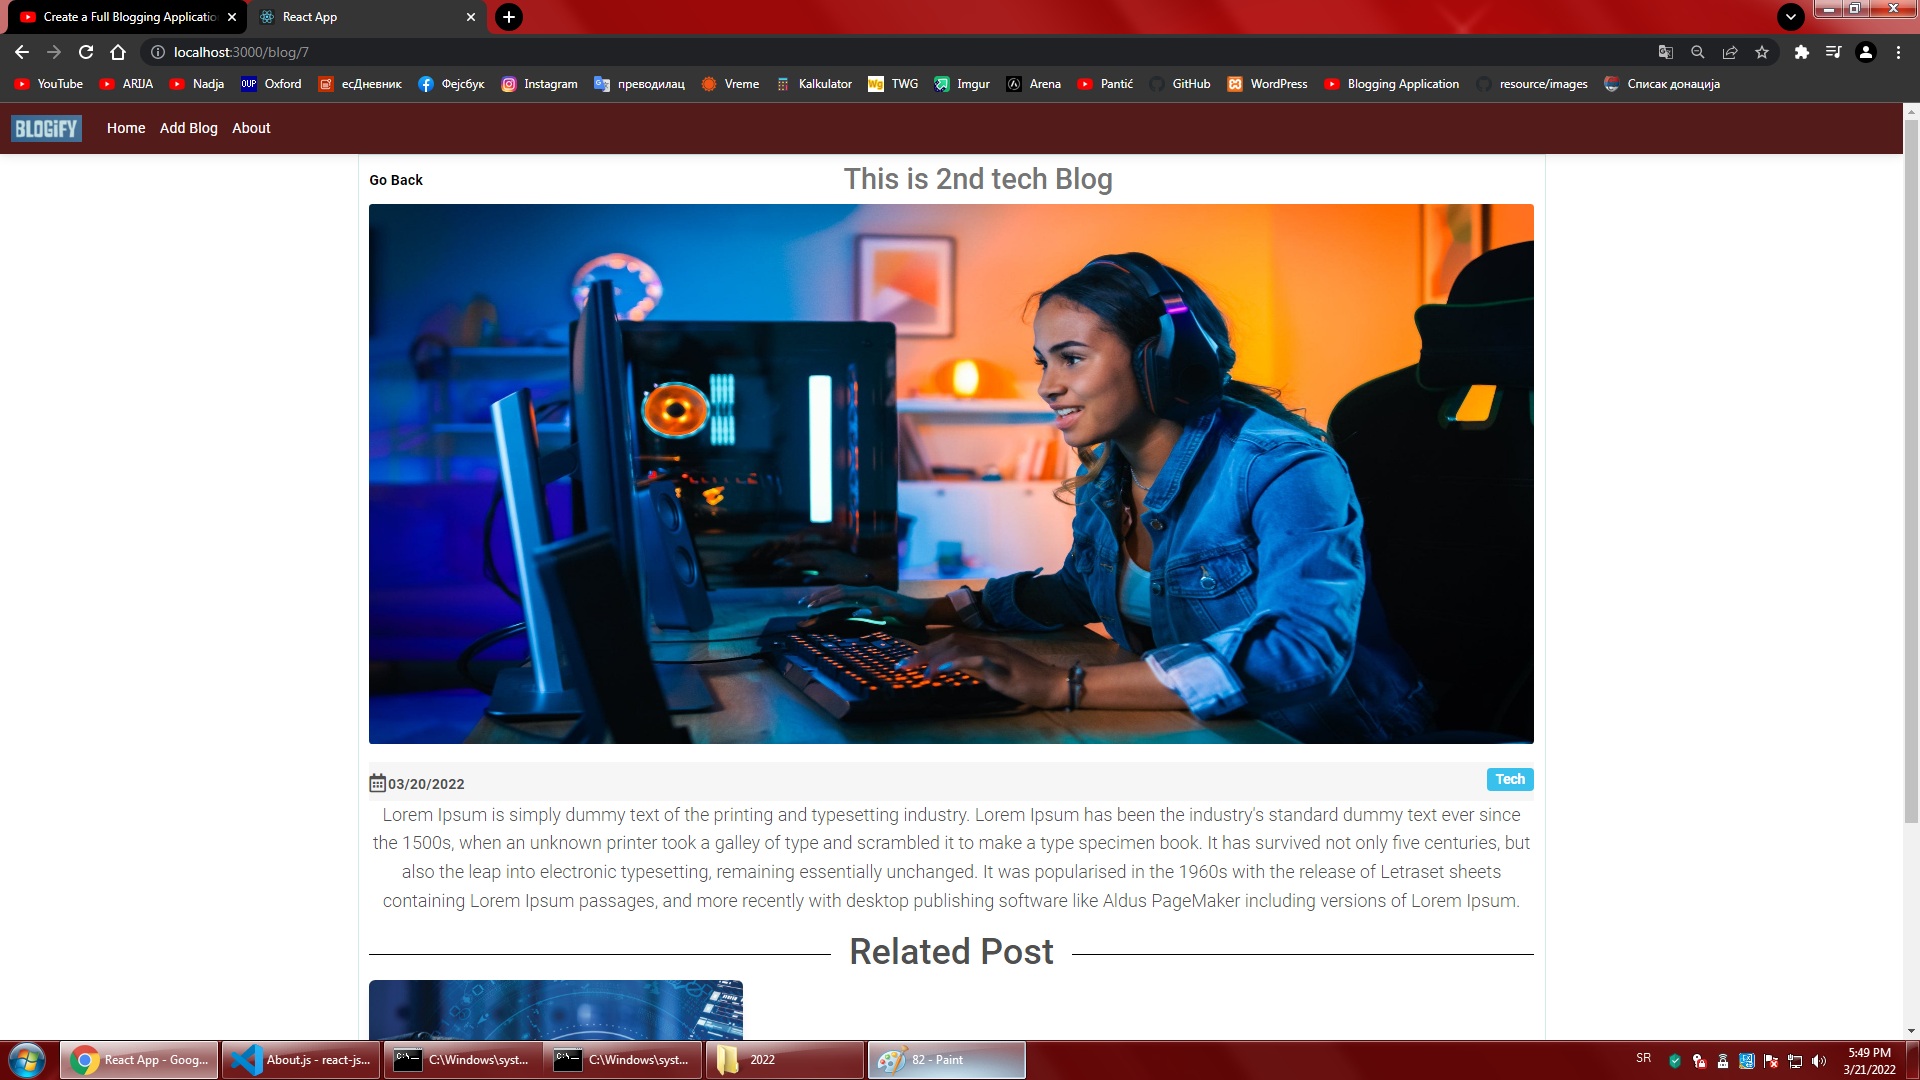 Create a Full Blogging Applicatio
React App
localhost:3000/blog/7
YouTube ARIJA Nadja OUP Oxford есДневник Фејсбук Instagram преводилац Vreme Kalkulator Wg TWG Imgur Arena Pantić GitHub WordPress Blogging Application resource/images Списак донација
BLOGiFY Home Add Blog About
Go Back
This is 2nd tech Blog
03/20/2022
Tech
Lorem Ipsum is simply dummy text of the printing and typesetting industry. Lorem Ipsum has been the industry's standard dummy text ever since
the 1500s, when an unknown printer took a galley of type and scrambled it to make a type specimen book. It has survived not only five centuries, but
also the leap into electronic typesetting, remaining essentially unchanged. It was popularised in the 1960s with the release of Letraset sheets
containing Lorem Ipsum passages, and more recently with desktop publishing software like Aldus PageMaker including versions of Lorem Ipsum.
Related Post
React App - Goog... About.js - react-js... C:\Windows\syst... C:\Windows\syst... 2022 82 - Paint
SR
5:49 PM
3/21/2022